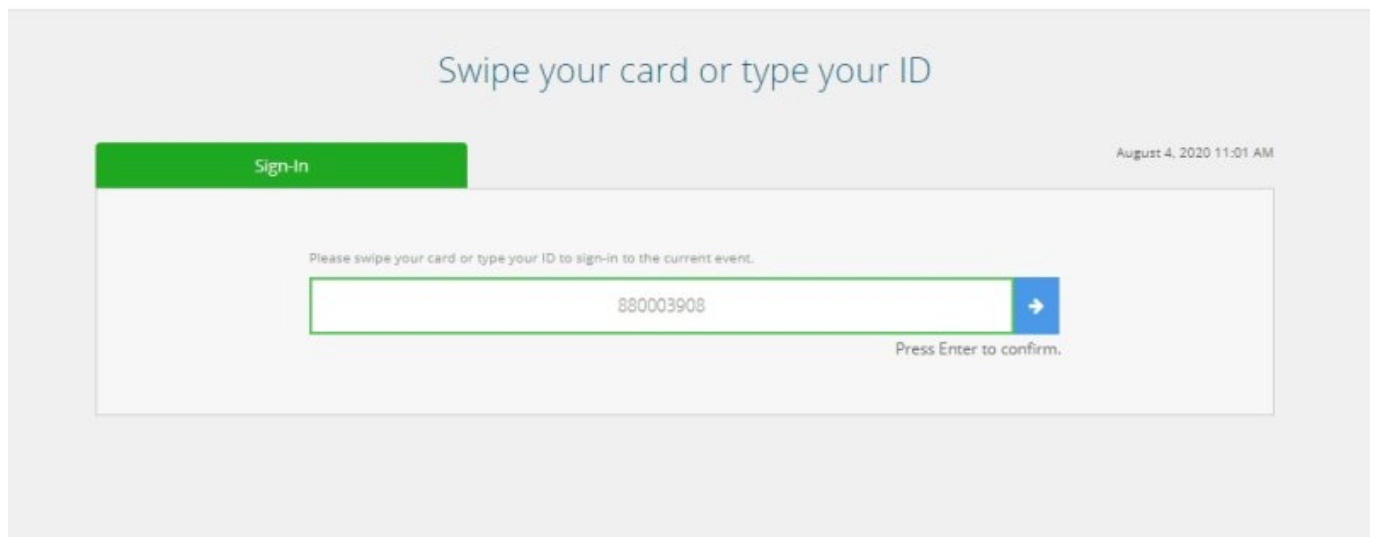 Swipe your card or type your ID
Sign-In
August 4, 2020 11:01 AM
Please swipe your card or type your ID to sign-in to the current event.
880003908
Press Enter to confirm.